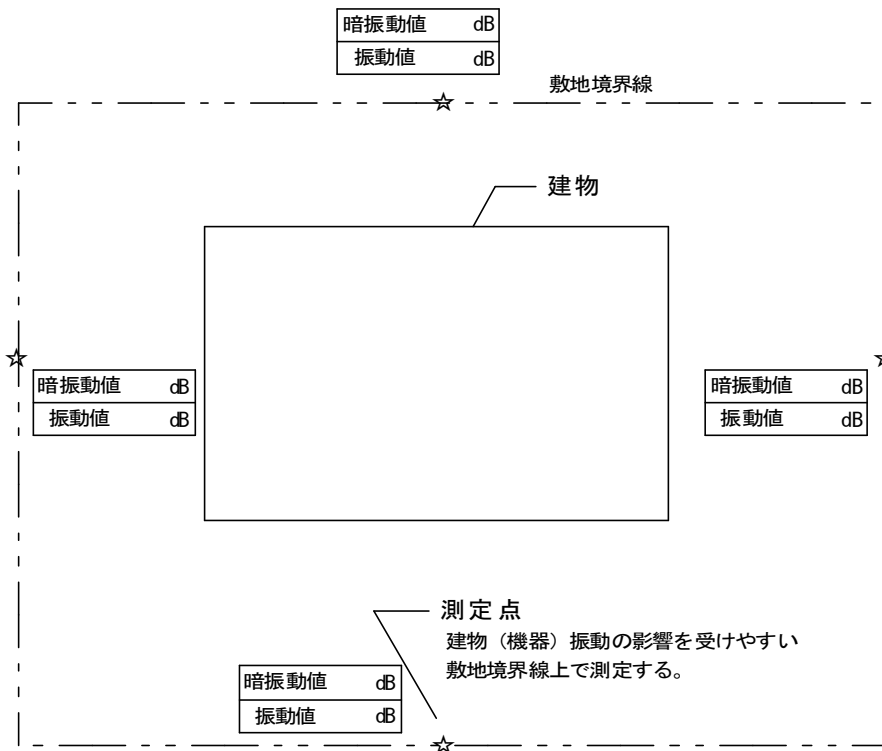 暗振動値 dB
振動値 dB
敷地境界線
建物
暗振動値 dB
振動値 dB
暗振動値 dB
振動値 dB
測定点
建物（機器）振動の影響を受けやすい
敷地境界線上で測定する。
暗振動値 dB
振動値 dB